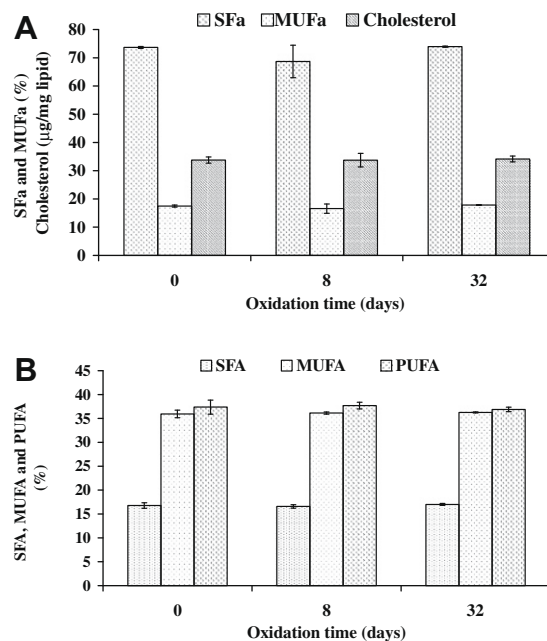 A
SFa MUFa Cholesterol
SFa and MUFa (%)
Cholesterol (µg/mg lipid)
80
70
60
50
40
30
20
10
0
0 8 32
Oxidation time (days)
B
SFA MUFA PUFA
SFA, MUFA and PUFA
(%)
45
40
35
30
25
20
15
10
5
0
0 8 32
Oxidation time (days)